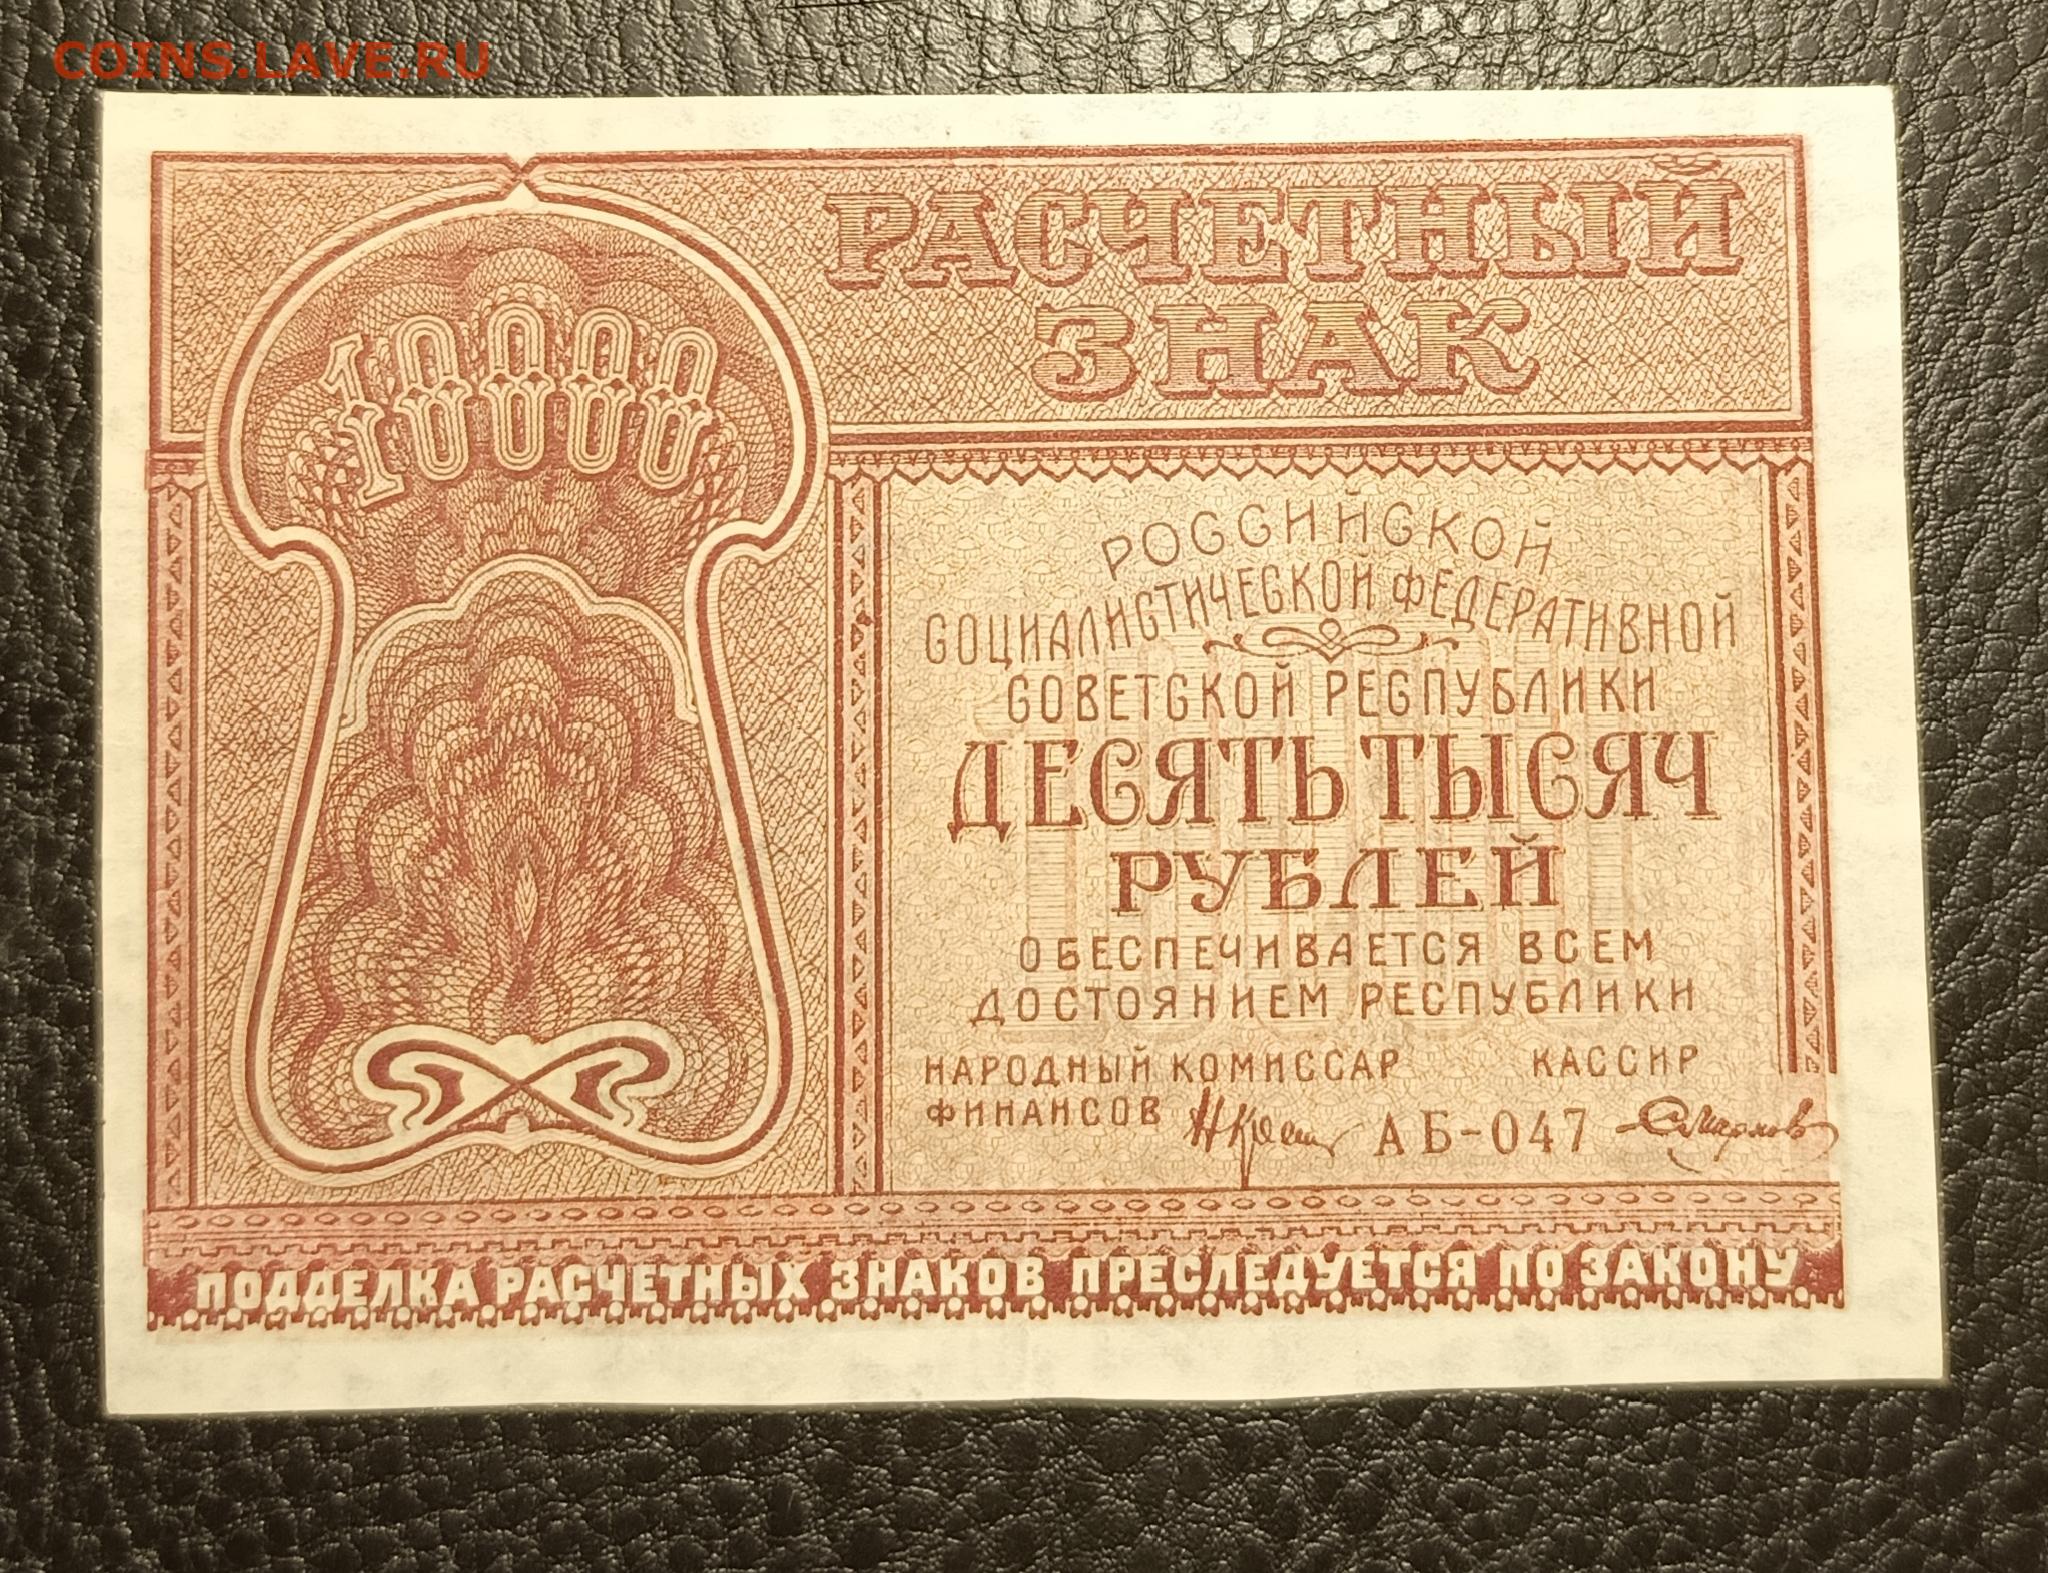 COINS.LAVE.RU
РАСЧЕТНЫЙ
ЗНАК
10000
РОССИЙСКОЙ
СОЦИАЛИСТИЧЕСКОЙ ФЕДЕРАТИВНОЙ
СОВЕТСКОЙ РЕСПУБЛИКИ
ДЕСЯТЬ ТЫСЯЧ
РУБЛЕЙ
ОБЕСПЕЧИВАЕТСЯ ВСЕМ
ДОСТОЯНИЕМ РЕСПУБЛИКИ
НАРОДНЫЙ КОМИССАР КАССИР
ФИНАНСОВ АБ-047
ПОДДЕЛКА РАСЧЕТНЫХ ЗНАКОВ ПРЕСЛЕДУЕТСЯ ПО ЗАКОНУ